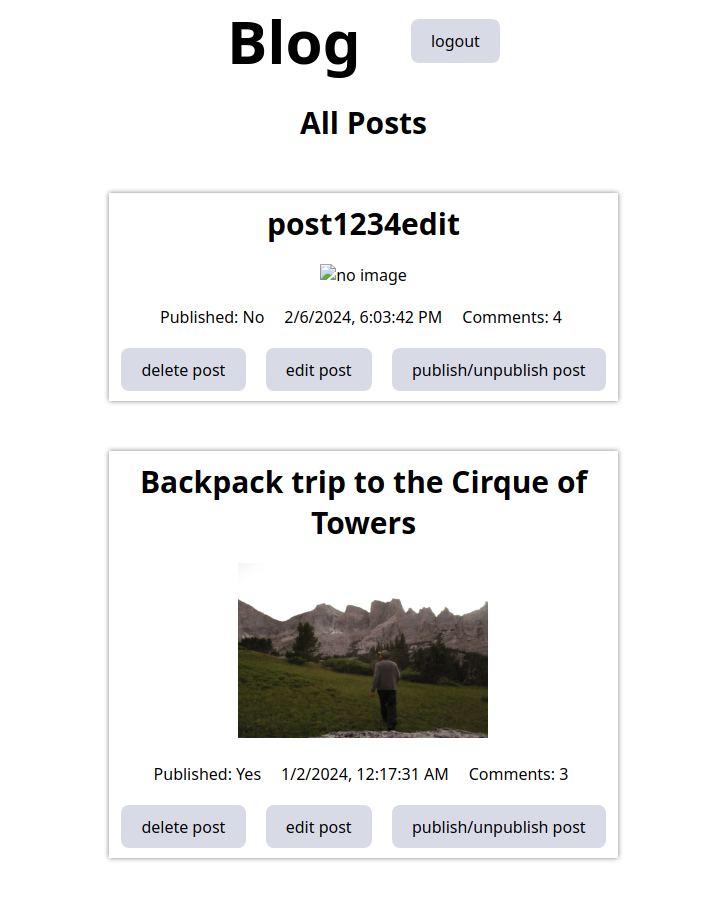 Blog logout
All Posts
post1234edit
no image
Published: No 2/6/2024, 6:03:42 PM Comments: 4
delete post edit post publish/unpublish post
Backpack trip to the Cirque of
Towers
Published: Yes 1/2/2024, 12:17:31 AM Comments: 3
delete post edit post publish/unpublish post